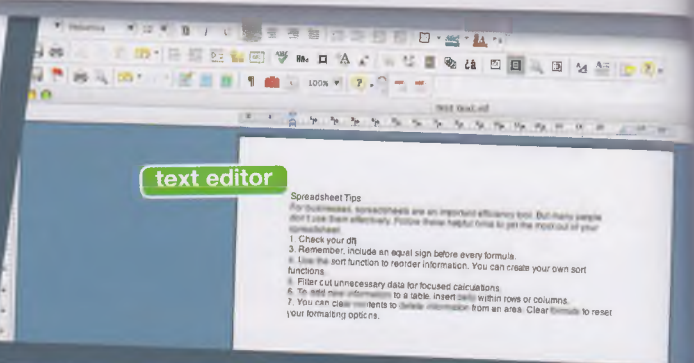 Helvetica
100%
text editor
Spreadsheet Tips
For businesses, spreadsheets are an important efficiency tool. But many people
don't use them effectively. Follow these helpful hints to get the most out of your
spreadsheet.
1. Check your dfl
3. Remember, include an equal sign before every formula.
4. Use the sort function to reorder information. You can create your own sort
functions.
5. Filter out unnecessary data for focused calculations.
6. To add new information to a table, insert cells within rows or columns.
7. You can clear contents to delete information from an area. Clear formats to reset
your formatting options.